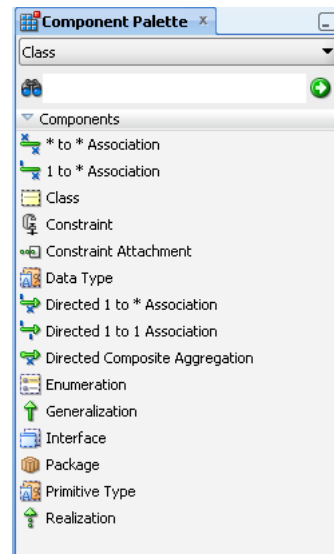 Component Palette
Class
Components
* to * Association
1 to * Association
Class
Constraint
Constraint Attachment
Data Type
Directed 1 to * Association
Directed 1 to 1 Association
Directed Composite Aggregation
Enumeration
Generalization
Interface
Package
Primitive Type
Realization